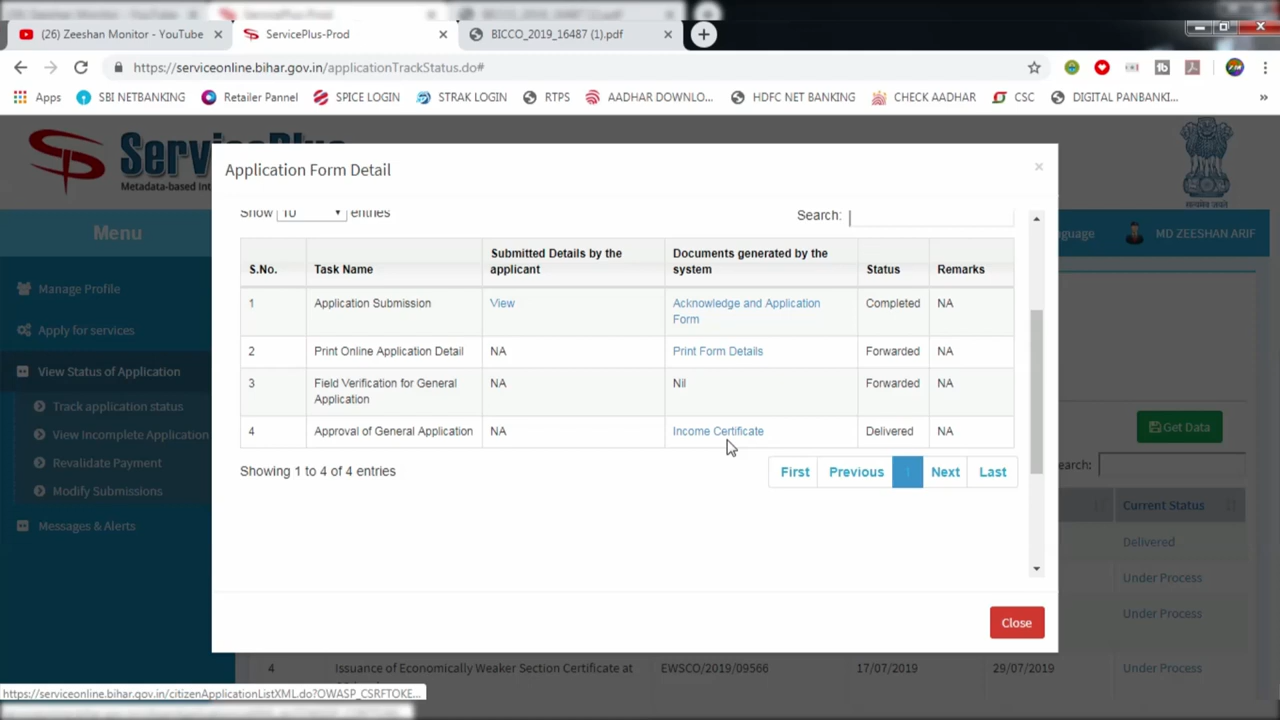 (26) Zeeshan Monitor - YouTube
ServicePlus-Prod
BICCO_2019_16487 (1).pdf
https://serviceonline.bihar.gov.in/applicationTrackStatus.do#
Apps
SBI NETBANKING
Retailer Pannel
SPICE LOGIN
STRAK LOGIN
RTPS
AADHAR DOWNLO...
HDFC NET BANKING
CHECK AADHAR
CSC
DIGITAL PANBANKI...
»
Application Form Detail
×
Menu
MD ZEESHAN ARIF
Manage Profile
Apply for services
View Status of Application
Track application status
View Incomplete Application
Revalidate Payment
Modify Submissions
Messages & Alerts
Show 10 entries
Search:
S.No. Task Name Submitted Details by the applicant Documents generated by the system Status Remarks
1 Application Submission View Acknowledge and Application Form Completed NA
2 Print Online Application Detail NA Print Form Details Forwarded NA
3 Field Verification for General Application NA Nil Forwarded NA
4 Approval of General Application NA Income Certificate Delivered NA
Showing 1 to 4 of 4 entries
First Previous 1 Next Last
Close
Get Data
Current Status
Delivered
Under Process
Under Process
4 Issuance of Economically Weaker Section Certificate at EWSCO/2019/09566 17/07/2019 29/07/2019 Under Process
https://serviceonline.bihar.gov.in/citizenApplicationListXML.do?OWASP_CSRFTOKE...